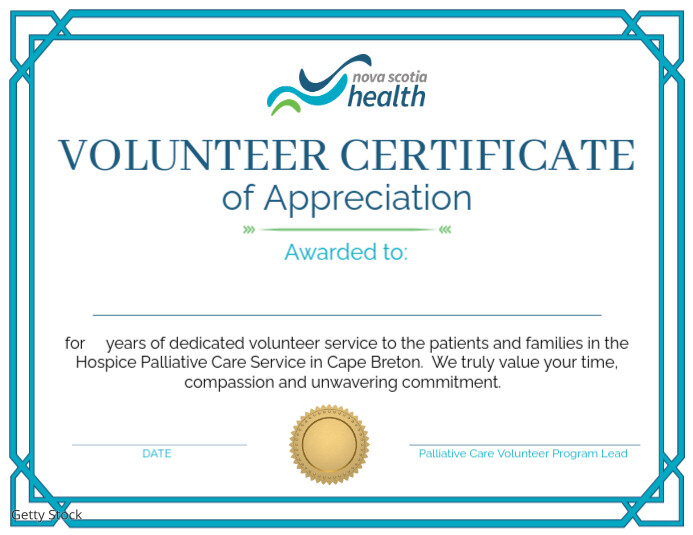 nova scotia
health
VOLUNTEER CERTIFICATE
of Appreciation
Awarded to:
for years of dedicated volunteer service to the patients and families in the
Hospice Palliative Care Service in Cape Breton. We truly value your time,
compassion and unwavering commitment.
DATE
Palliative Care Volunteer Program Lead
Getty Stock